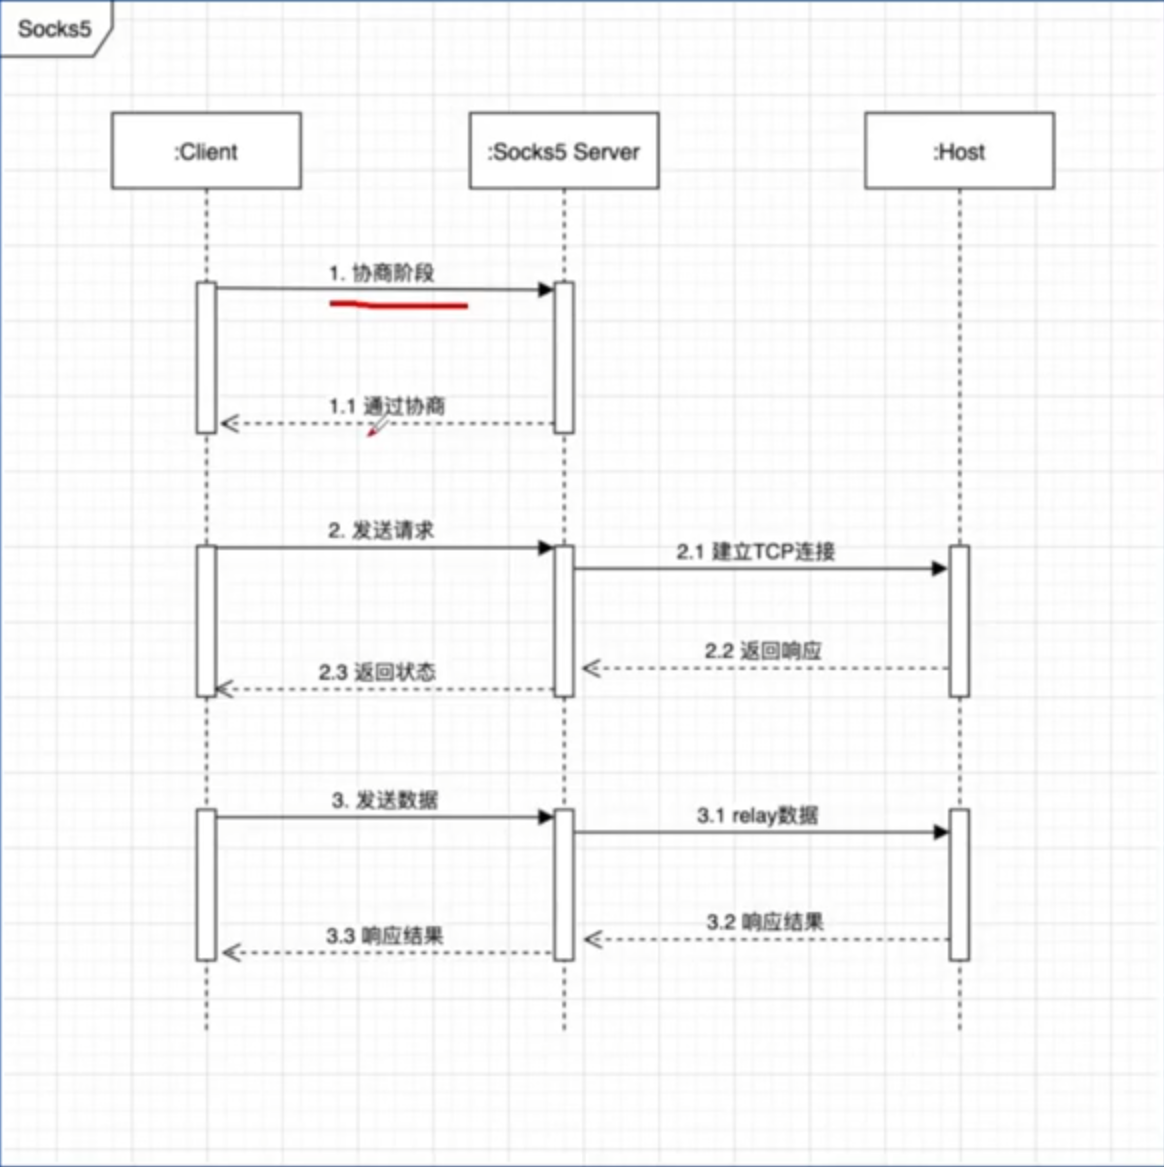 Socks5
:Client
:Socks5 Server
:Host
1. 协商阶段
1.1 通过协商
2. 发送请求
2.1 建立TCP连接
2.2 返回响应
2.3 返回状态
3. 发送数据
3.1 relay数据
3.2 响应结果
3.3 响应结果